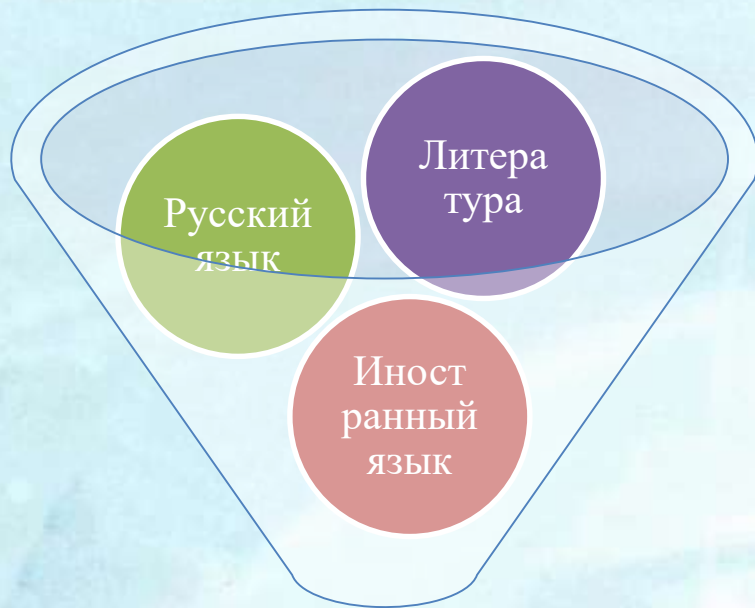 Литера
тура
Русский
язык
Иност
ранный
язык